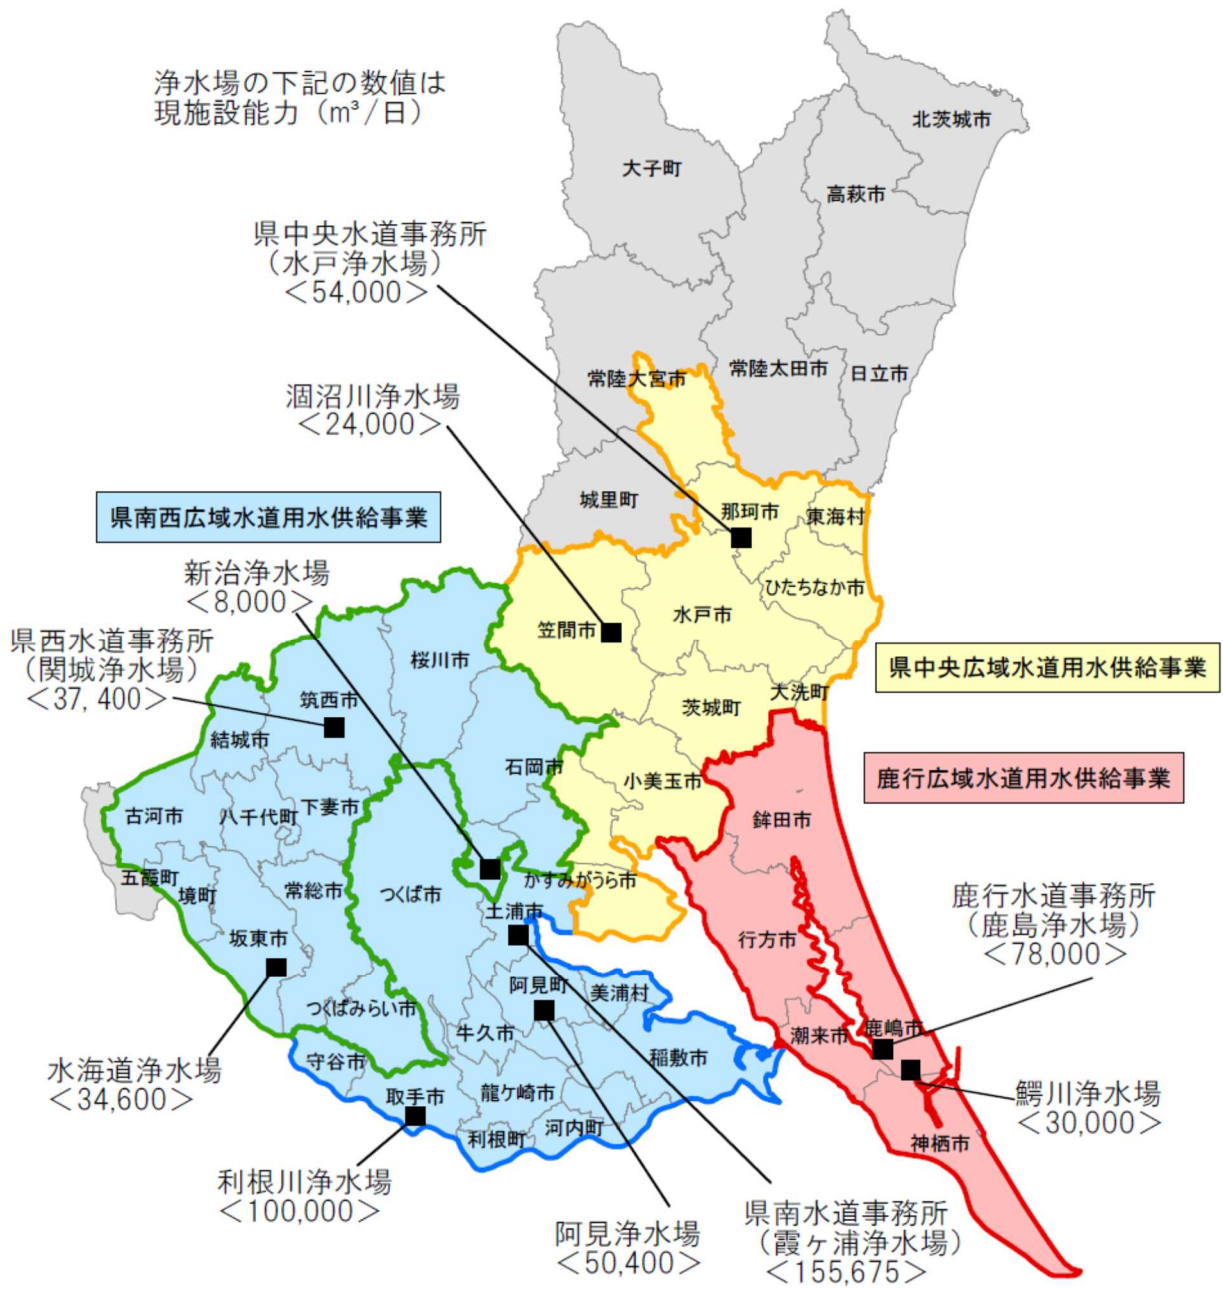 浄水場の下記の数値は
現施設能力（m³/日）
北茨城市
大子町
高萩市
県中央水道事務所
（水戸浄水場）
＜54,000＞
常陸大宮市
常陸太田市
日立市
涸沼川浄水場
＜24,000＞
城里町
那珂市
東海村
県南西広域水道用水供給事業
新治浄水場
＜8,000＞
ひたちなか市
水戸市
笠間市
県西水道事務所
（関城浄水場）
＜37,400＞
桜川市
県中央広域水道用水供給事業
筑西市
大洗町
茨城町
結城市
石岡市
小美玉市
鹿行広域水道用水供給事業
古河市
八千代町
下妻市
鉾田市
五霞町
境町
常総市
つくば市
かすみがうら市
土浦市
鹿行水道事務所
（鹿島浄水場）
＜78,000＞
坂東市
行方市
阿見町
美浦村
つくばみらい市
牛久市
潮来市
鹿嶋市
守谷市
稲敷市
水海道浄水場
＜34,600＞
取手市
龍ケ崎市
鰐川浄水場
＜30,000＞
利根町
河内町
神栖市
利根川浄水場
＜100,000＞
阿見浄水場
＜50,400＞
県南水道事務所
（霞ヶ浦浄水場）
＜155,675＞